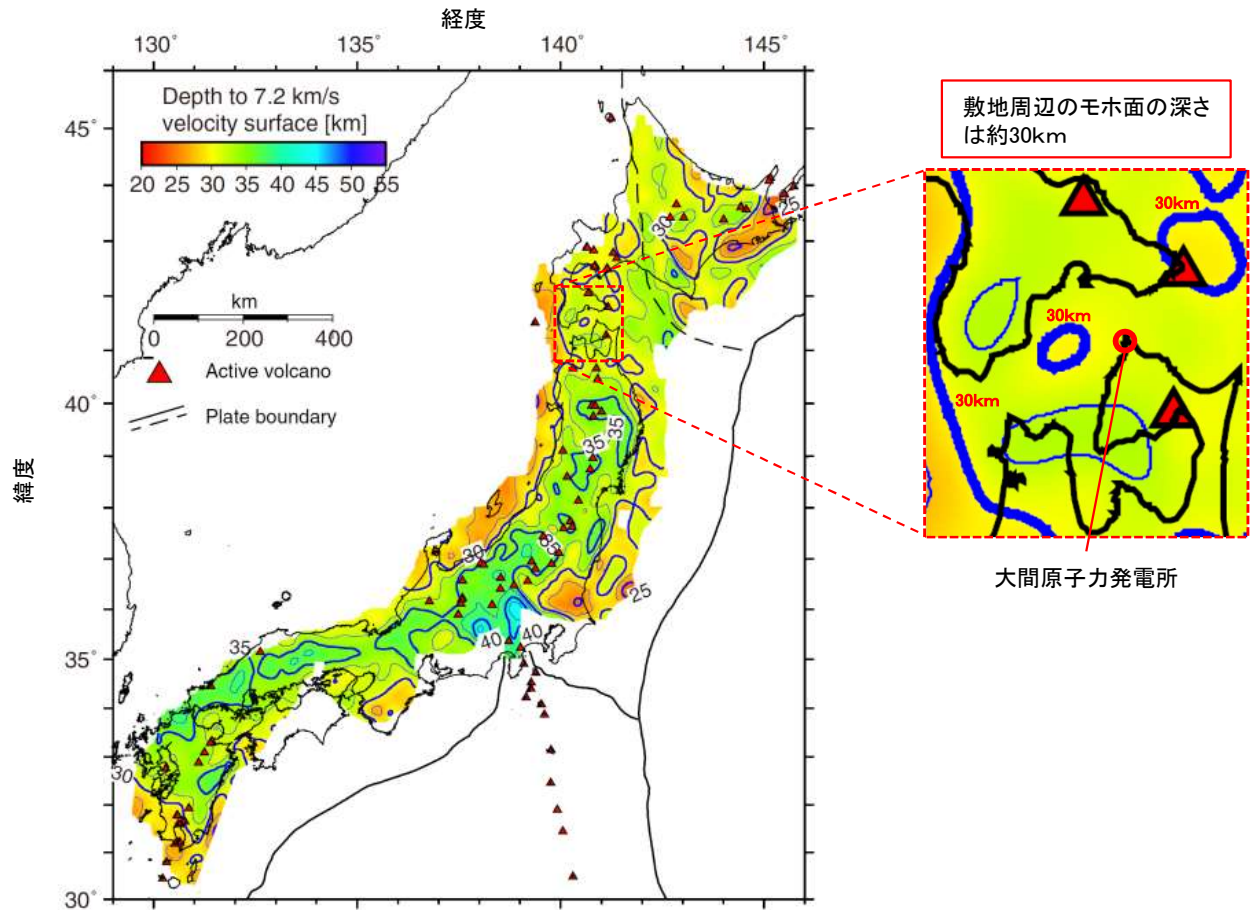 経度
130°
135°
140°
145°
Depth to 7.2 km/s
velocity surface [km]
20 25 30 35 40 45 50 55
km
0 200 400
Active volcano
Plate boundary
緯度
45°
40°
35°
30°
30
25
35
35
30
35
25
40
40
35
30
敷地周辺のモホ面の深さ
は約30km
30km
30km
30km
大間原子力発電所